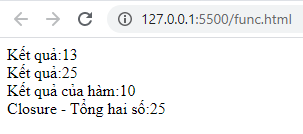 127.0.0.1:5500/func.html
Kết quả:13
Kết quả:25
Kết quả của hàm:10
Closure - Tổng hai số:25